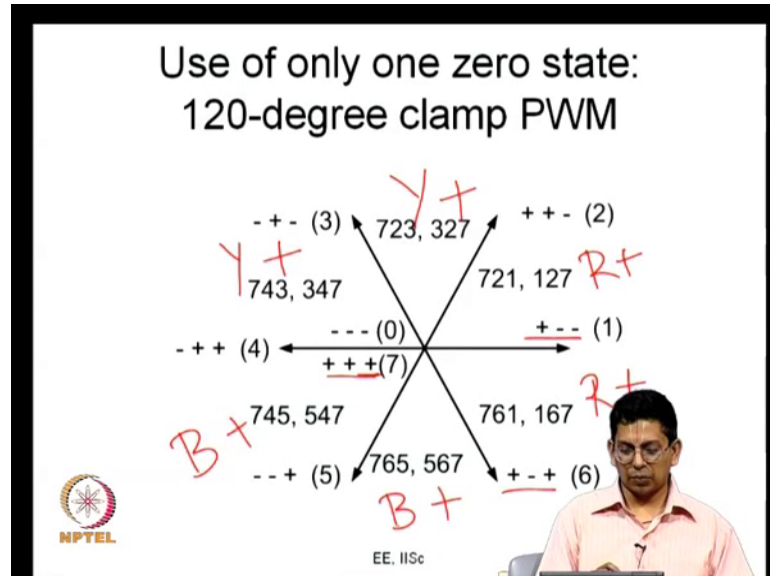 Use of only one zero state:
120-degree clamp PWM
Y+
- + - (3)
723, 327
+ + - (2)
Y+
743, 347
721, 127
R+
- - - (0)
+ - - (1)
- + + (4)
+ + +(7)
R+
B+
745, 547
761, 167
- - + (5)
765, 567
+ - + (6)
B+
NPTEL
EE, IISc